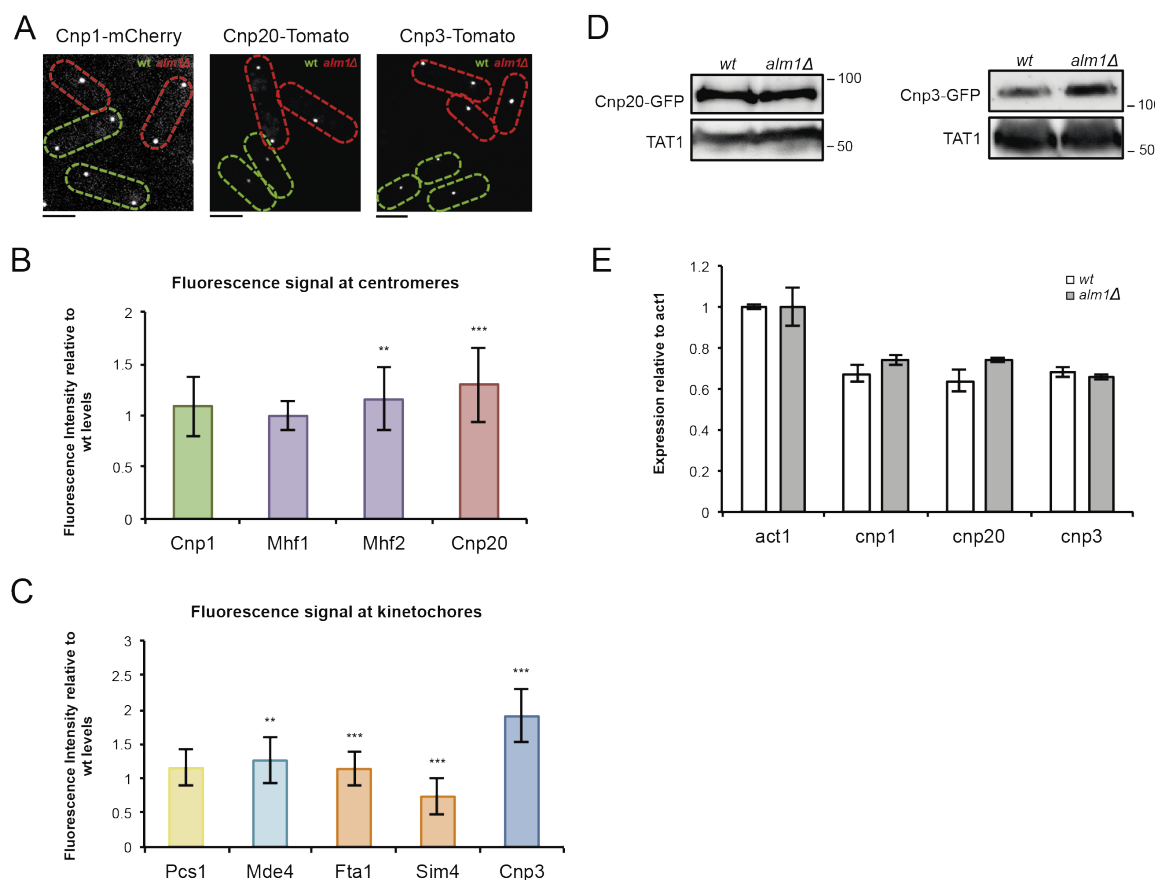 A
Cnp1-mCherry
Cnp20-Tomato
Cnp3-Tomato
wt alm1Δ
wt alm1Δ
wt alm1Δ
B
Fluorescence signal at centromeres
Fluorescence Intensity relative to
wt levels
2
1.5
1
0.5
0
**
***
Cnp1
Mhf1
Mhf2
Cnp20
C
Fluorescence signal at kinetochores
Fluorescence Intensity relative to
wt levels
3
2.5
2
1.5
1
0.5
0
**
***
***
***
Pcs1
Mde4
Fta1
Sim4
Cnp3
D
wt
alm1Δ
Cnp20-GFP
100
TAT1
50
wt
alm1Δ
Cnp3-GFP
100
TAT1
50
E
Expression relative to act1
1.2
1
0.8
0.6
0.4
0.2
0
wt
alm1Δ
act1
cnp1
cnp20
cnp3